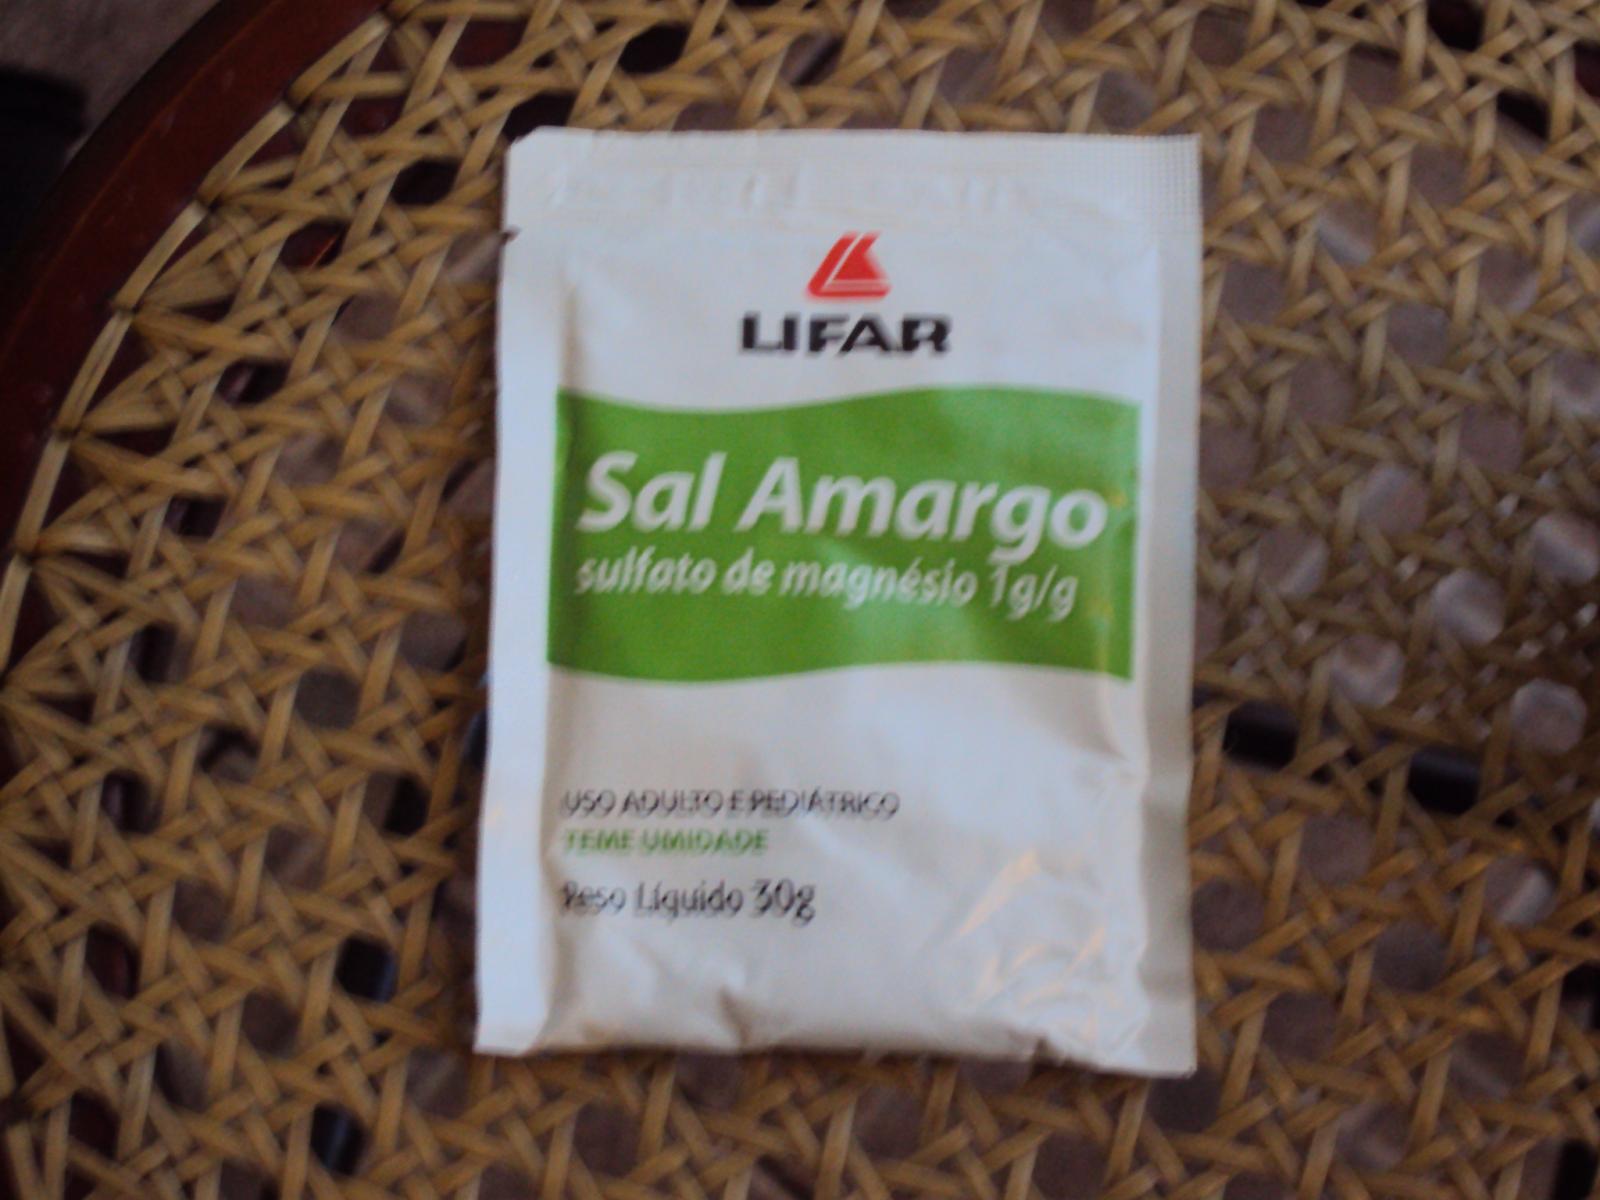 LIFAR
Sal Amargo
sulfato de magnésio 1g/g
USO ADULTO E PEDIÁTRICO
TEME UMIDADE
Peso Líquido 30g